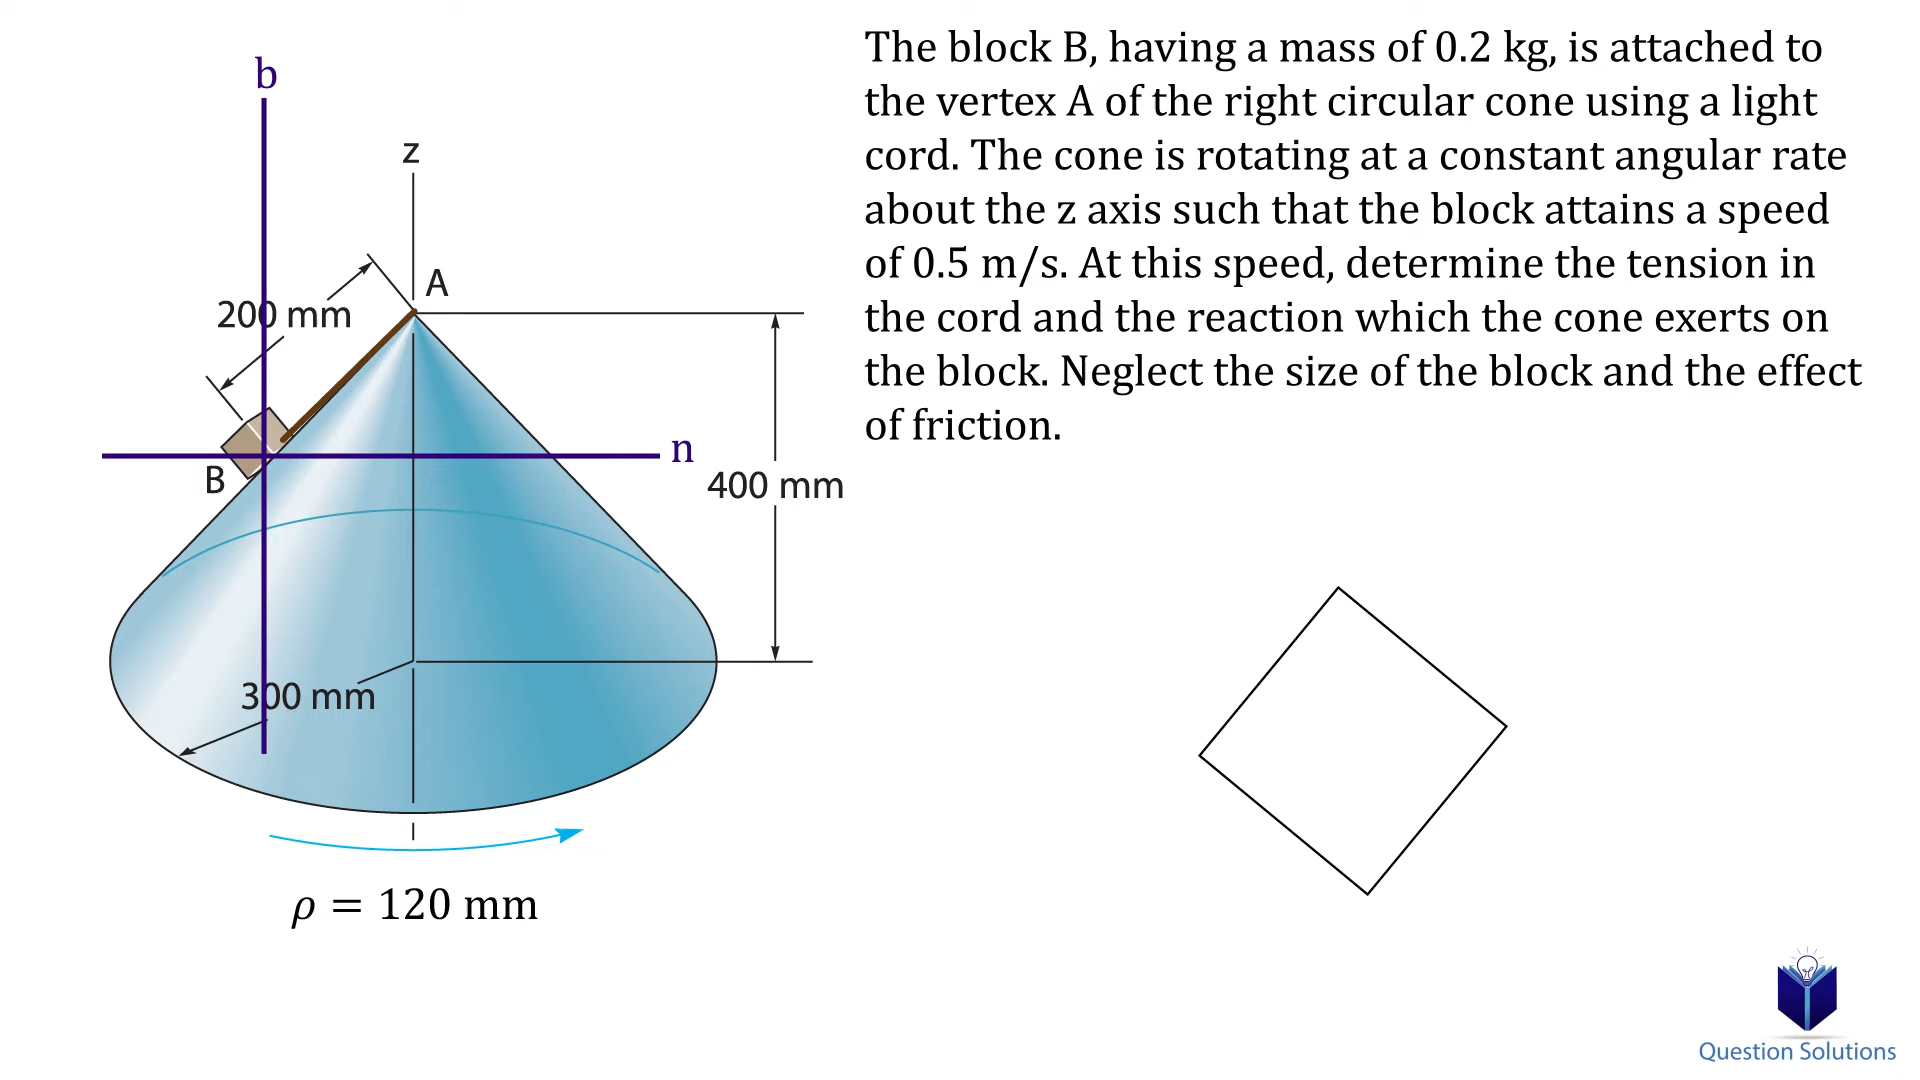 The block B, having a mass of 0.2 kg, is attached to
the vertex A of the right circular cone using a light
cord. The cone is rotating at a constant angular rate
about the z axis such that the block attains a speed
of 0.5 m/s. At this speed, determine the tension in
the cord and the reaction which the cone exerts on
the block. Neglect the size of the block and the effect
of friction.
b
z
A
200 mm
n
B
400 mm
300 mm
ρ = 120 mm
Question Solutions